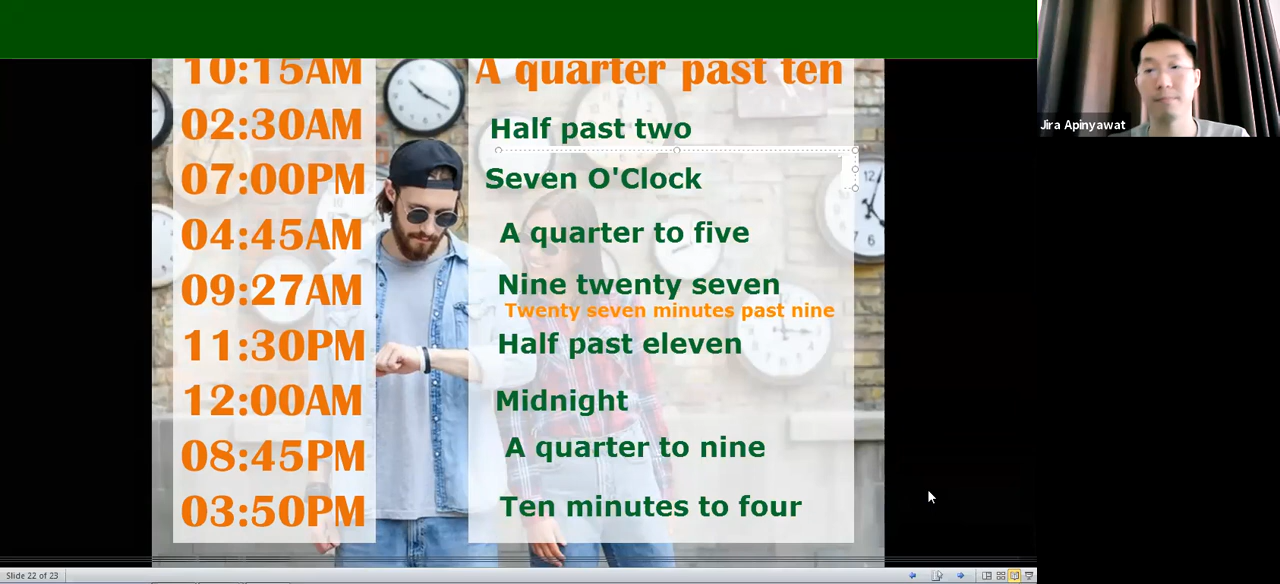 10:15AM A quarter past ten
02:30AM Half past two
07:00PM Seven O'Clock
04:45AM A quarter to five
09:27AM Nine twenty seven
Twenty seven minutes past nine
11:30PM Half past eleven
12:00AM Midnight
08:45PM A quarter to nine
03:50PM Ten minutes to four
Jira Apinyawat
Slide 22 of 23